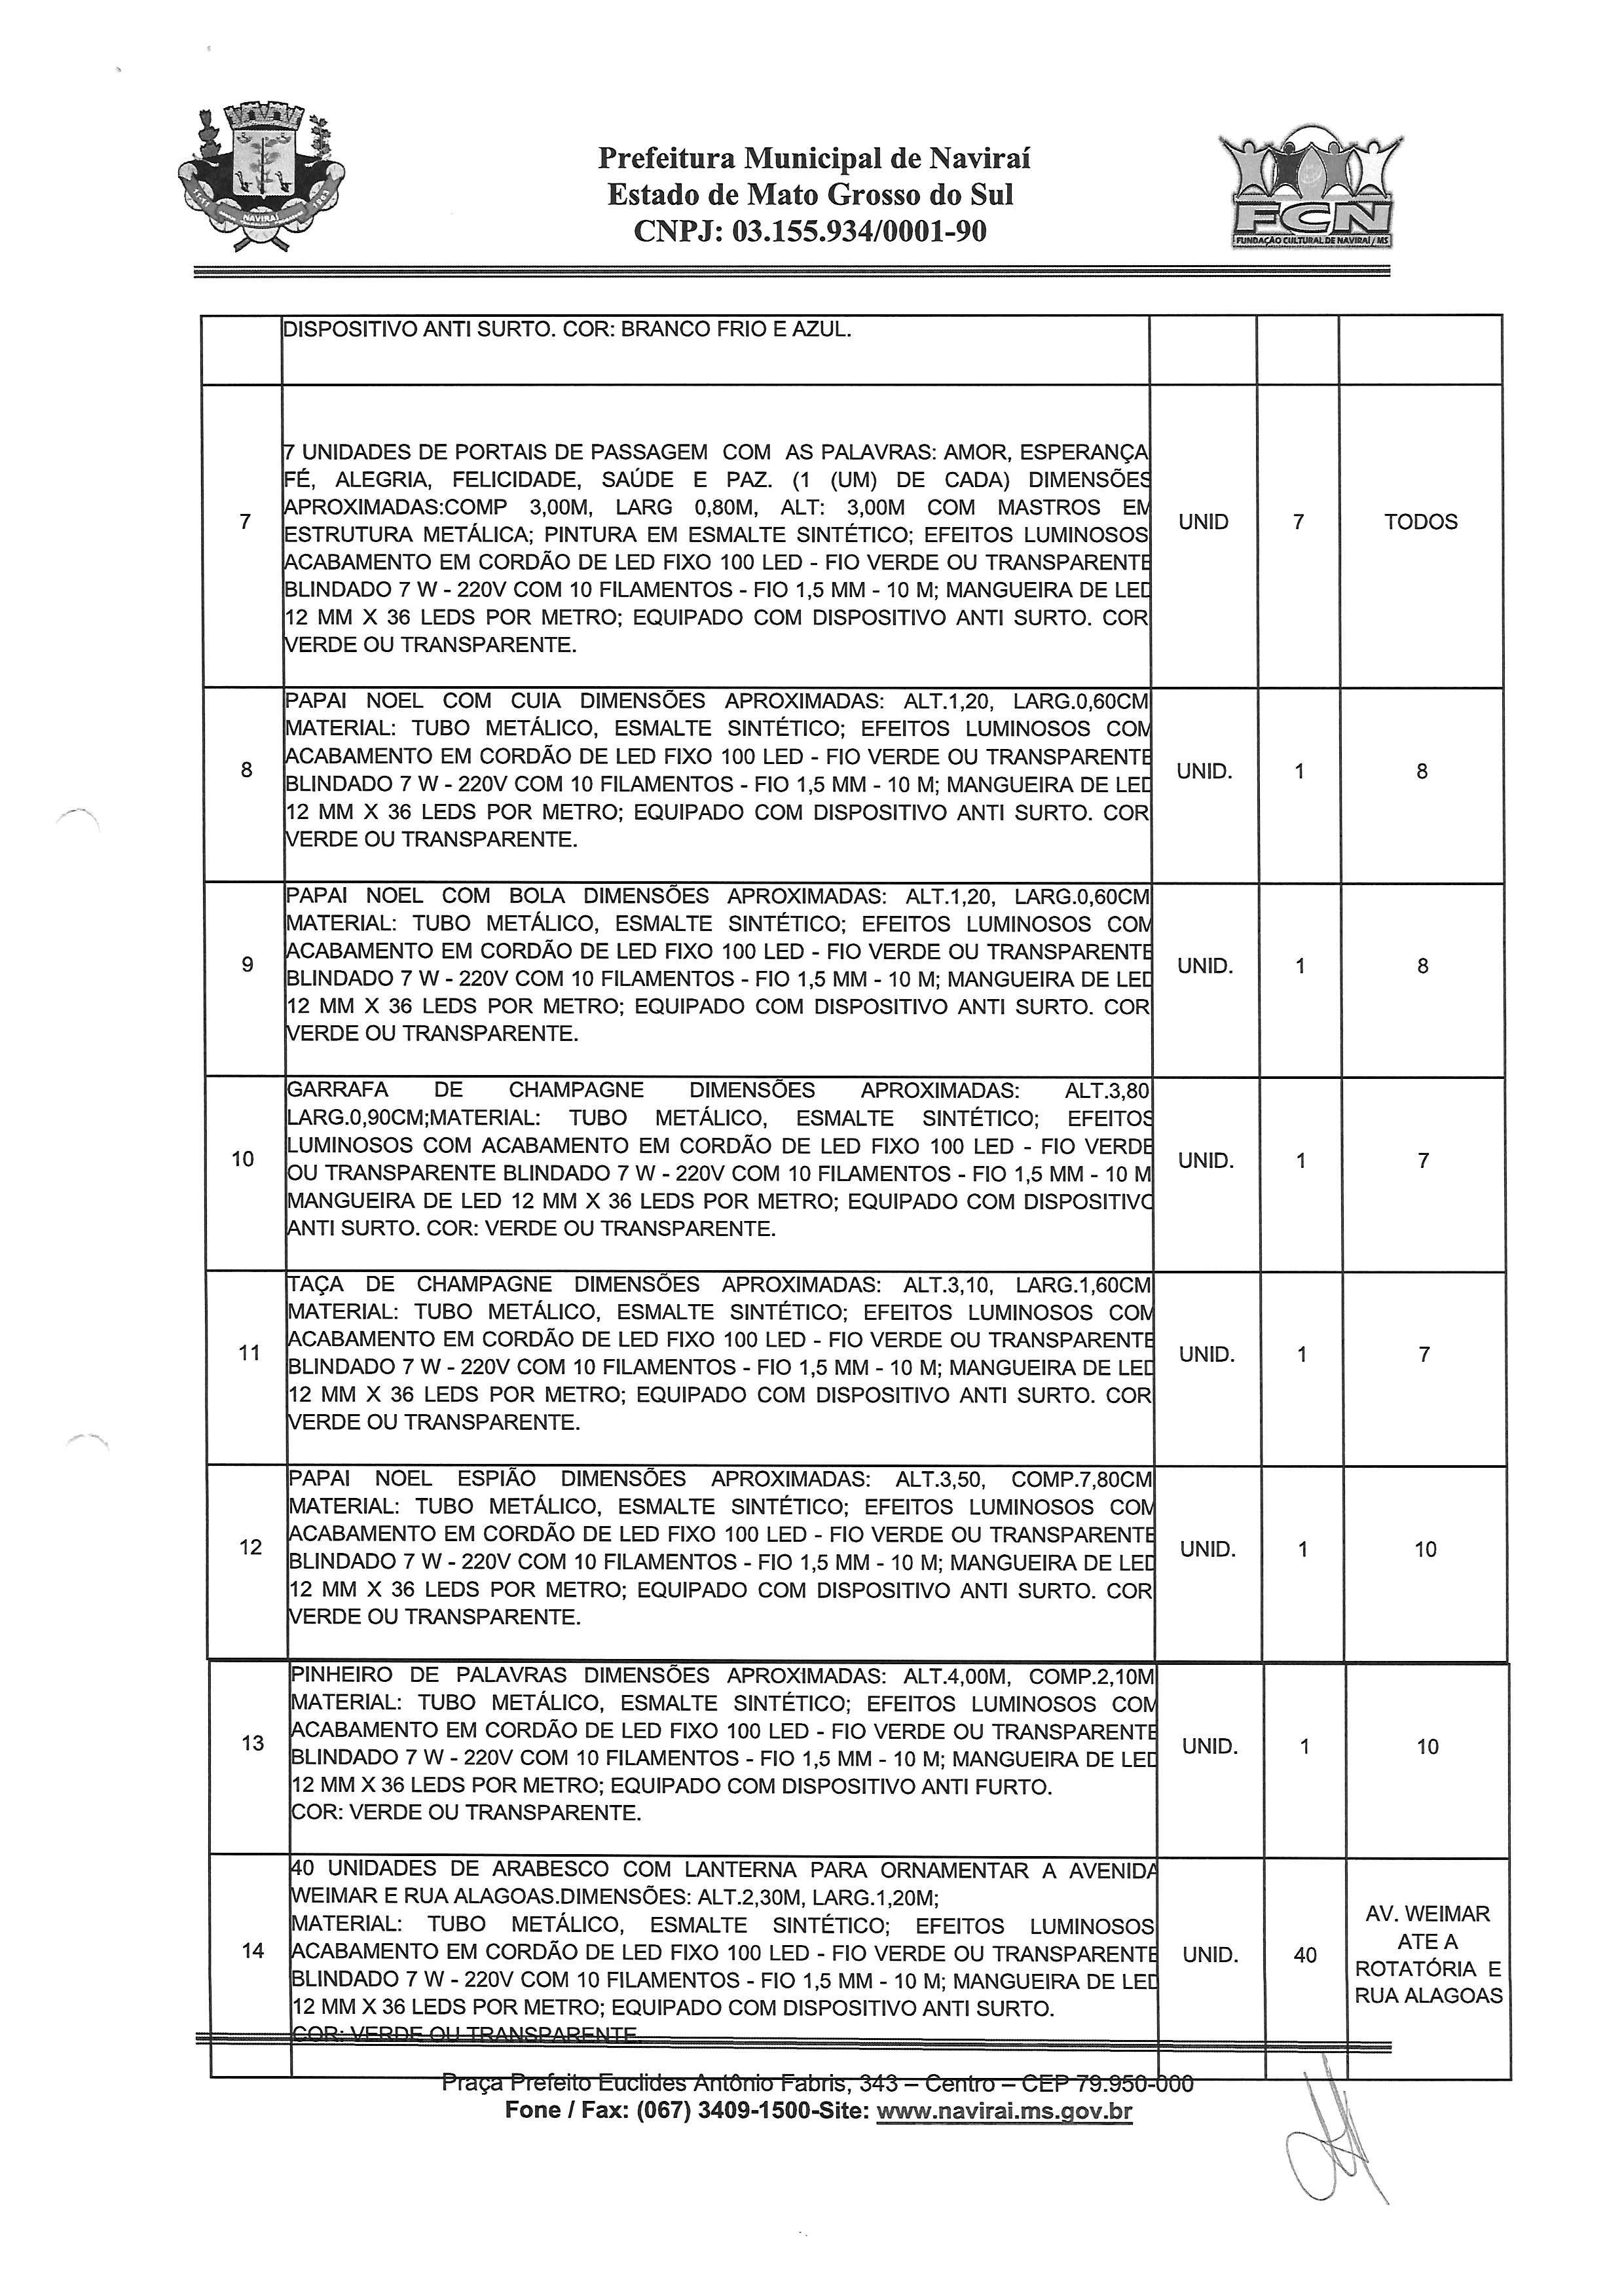 Prefeitura Municipal de Naviraí
Estado de Mato Grosso do Sul
CNPJ: 03.155.934/0001-90
NAVIRAÍ
1963
FCN
FUNDAÇÃO CULTURAL DE NAVIRAÍ / MS
DISPOSITIVO ANTI SURTO. COR: BRANCO FRIO E AZUL.
7 UNIDADES DE PORTAIS DE PASSAGEM COM AS PALAVRAS: AMOR, ESPERANÇA
FÉ, ALEGRIA, FELICIDADE, SAÚDE E PAZ. (1 (UM) DE CADA) DIMENSÕES
APROXIMADAS:COMP 3,00M, LARG 0,80M, ALT: 3,00M COM MASTROS EM
ESTRUTURA METÁLICA; PINTURA EM ESMALTE SINTÉTICO; EFEITOS LUMINOSOS
ACABAMENTO EM CORDÃO DE LED FIXO 100 LED - FIO VERDE OU TRANSPARENTE
BLINDADO 7 W - 220V COM 10 FILAMENTOS - FIO 1,5 MM - 10 M; MANGUEIRA DE LED
12 MM X 36 LEDS POR METRO; EQUIPADO COM DISPOSITIVO ANTI SURTO. COR
VERDE OU TRANSPARENTE.
7
UNID
7
TODOS
PAPAI NOEL COM CUIA DIMENSÕES APROXIMADAS: ALT.1,20, LARG.0,60CM
MATERIAL: TUBO METÁLICO, ESMALTE SINTÉTICO; EFEITOS LUMINOSOS COM
ACABAMENTO EM CORDÃO DE LED FIXO 100 LED - FIO VERDE OU TRANSPARENTE
BLINDADO 7 W - 220V COM 10 FILAMENTOS - FIO 1,5 MM - 10 M; MANGUEIRA DE LED
12 MM X 36 LEDS POR METRO; EQUIPADO COM DISPOSITIVO ANTI SURTO. COR
VERDE OU TRANSPARENTE.
8
UNID.
1
8
PAPAI NOEL COM BOLA DIMENSÕES APROXIMADAS: ALT.1,20, LARG.0,60CM
MATERIAL: TUBO METÁLICO, ESMALTE SINTÉTICO; EFEITOS LUMINOSOS COM
ACABAMENTO EM CORDÃO DE LED FIXO 100 LED - FIO VERDE OU TRANSPARENTE
BLINDADO 7 W - 220V COM 10 FILAMENTOS - FIO 1,5 MM - 10 M; MANGUEIRA DE LED
12 MM X 36 LEDS POR METRO; EQUIPADO COM DISPOSITIVO ANTI SURTO. COR
VERDE OU TRANSPARENTE.
9
UNID.
1
8
GARRAFA DE CHAMPAGNE DIMENSÕES APROXIMADAS: ALT.3,80
LARG.0,90CM;MATERIAL: TUBO METÁLICO, ESMALTE SINTÉTICO; EFEITOS
LUMINOSOS COM ACABAMENTO EM CORDÃO DE LED FIXO 100 LED - FIO VERDE
OU TRANSPARENTE BLINDADO 7 W - 220V COM 10 FILAMENTOS - FIO 1,5 MM - 10 M
MANGUEIRA DE LED 12 MM X 36 LEDS POR METRO; EQUIPADO COM DISPOSITIVO
ANTI SURTO. COR: VERDE OU TRANSPARENTE.
10
UNID.
1
7
TAÇA DE CHAMPAGNE DIMENSÕES APROXIMADAS: ALT.3,10, LARG.1,60CM
MATERIAL: TUBO METÁLICO, ESMALTE SINTÉTICO; EFEITOS LUMINOSOS COM
ACABAMENTO EM CORDÃO DE LED FIXO 100 LED - FIO VERDE OU TRANSPARENTE
BLINDADO 7 W - 220V COM 10 FILAMENTOS - FIO 1,5 MM - 10 M; MANGUEIRA DE LED
12 MM X 36 LEDS POR METRO; EQUIPADO COM DISPOSITIVO ANTI SURTO. COR
VERDE OU TRANSPARENTE.
11
UNID.
1
7
PAPAI NOEL ESPIÃO DIMENSÕES APROXIMADAS: ALT.3,50, COMP.7,80CM
MATERIAL: TUBO METÁLICO, ESMALTE SINTÉTICO; EFEITOS LUMINOSOS COM
ACABAMENTO EM CORDÃO DE LED FIXO 100 LED - FIO VERDE OU TRANSPARENTE
BLINDADO 7 W - 220V COM 10 FILAMENTOS - FIO 1,5 MM - 10 M; MANGUEIRA DE LED
12 MM X 36 LEDS POR METRO; EQUIPADO COM DISPOSITIVO ANTI SURTO. COR
VERDE OU TRANSPARENTE.
12
UNID.
1
10
PINHEIRO DE PALAVRAS DIMENSÕES APROXIMADAS: ALT.4,00M, COMP.2,10M
MATERIAL: TUBO METÁLICO, ESMALTE SINTÉTICO; EFEITOS LUMINOSOS COM
ACABAMENTO EM CORDÃO DE LED FIXO 100 LED - FIO VERDE OU TRANSPARENTE
BLINDADO 7 W - 220V COM 10 FILAMENTOS - FIO 1,5 MM - 10 M; MANGUEIRA DE LED
12 MM X 36 LEDS POR METRO; EQUIPADO COM DISPOSITIVO ANTI FURTO.
COR: VERDE OU TRANSPARENTE.
13
UNID.
1
10
40 UNIDADES DE ARABESCO COM LANTERNA PARA ORNAMENTAR A AVENIDA
WEIMAR E RUA ALAGOAS.DIMENSÕES: ALT.2,30M, LARG.1,20M;
MATERIAL: TUBO METÁLICO, ESMALTE SINTÉTICO; EFEITOS LUMINOSOS
ACABAMENTO EM CORDÃO DE LED FIXO 100 LED - FIO VERDE OU TRANSPARENTE
BLINDADO 7 W - 220V COM 10 FILAMENTOS - FIO 1,5 MM - 10 M; MANGUEIRA DE LED
12 MM X 36 LEDS POR METRO; EQUIPADO COM DISPOSITIVO ANTI SURTO.
COR: VERDE OU TRANSPARENTE.
14
UNID.
40
AV. WEIMAR
ATE A
ROTATÓRIA E
RUA ALAGOAS
Praça Prefeito Euclides Antônio Fabris, 343 – Centro – CEP 79.950-000
Fone / Fax: (067) 3409-1500-Site: www.navirai.ms.gov.br